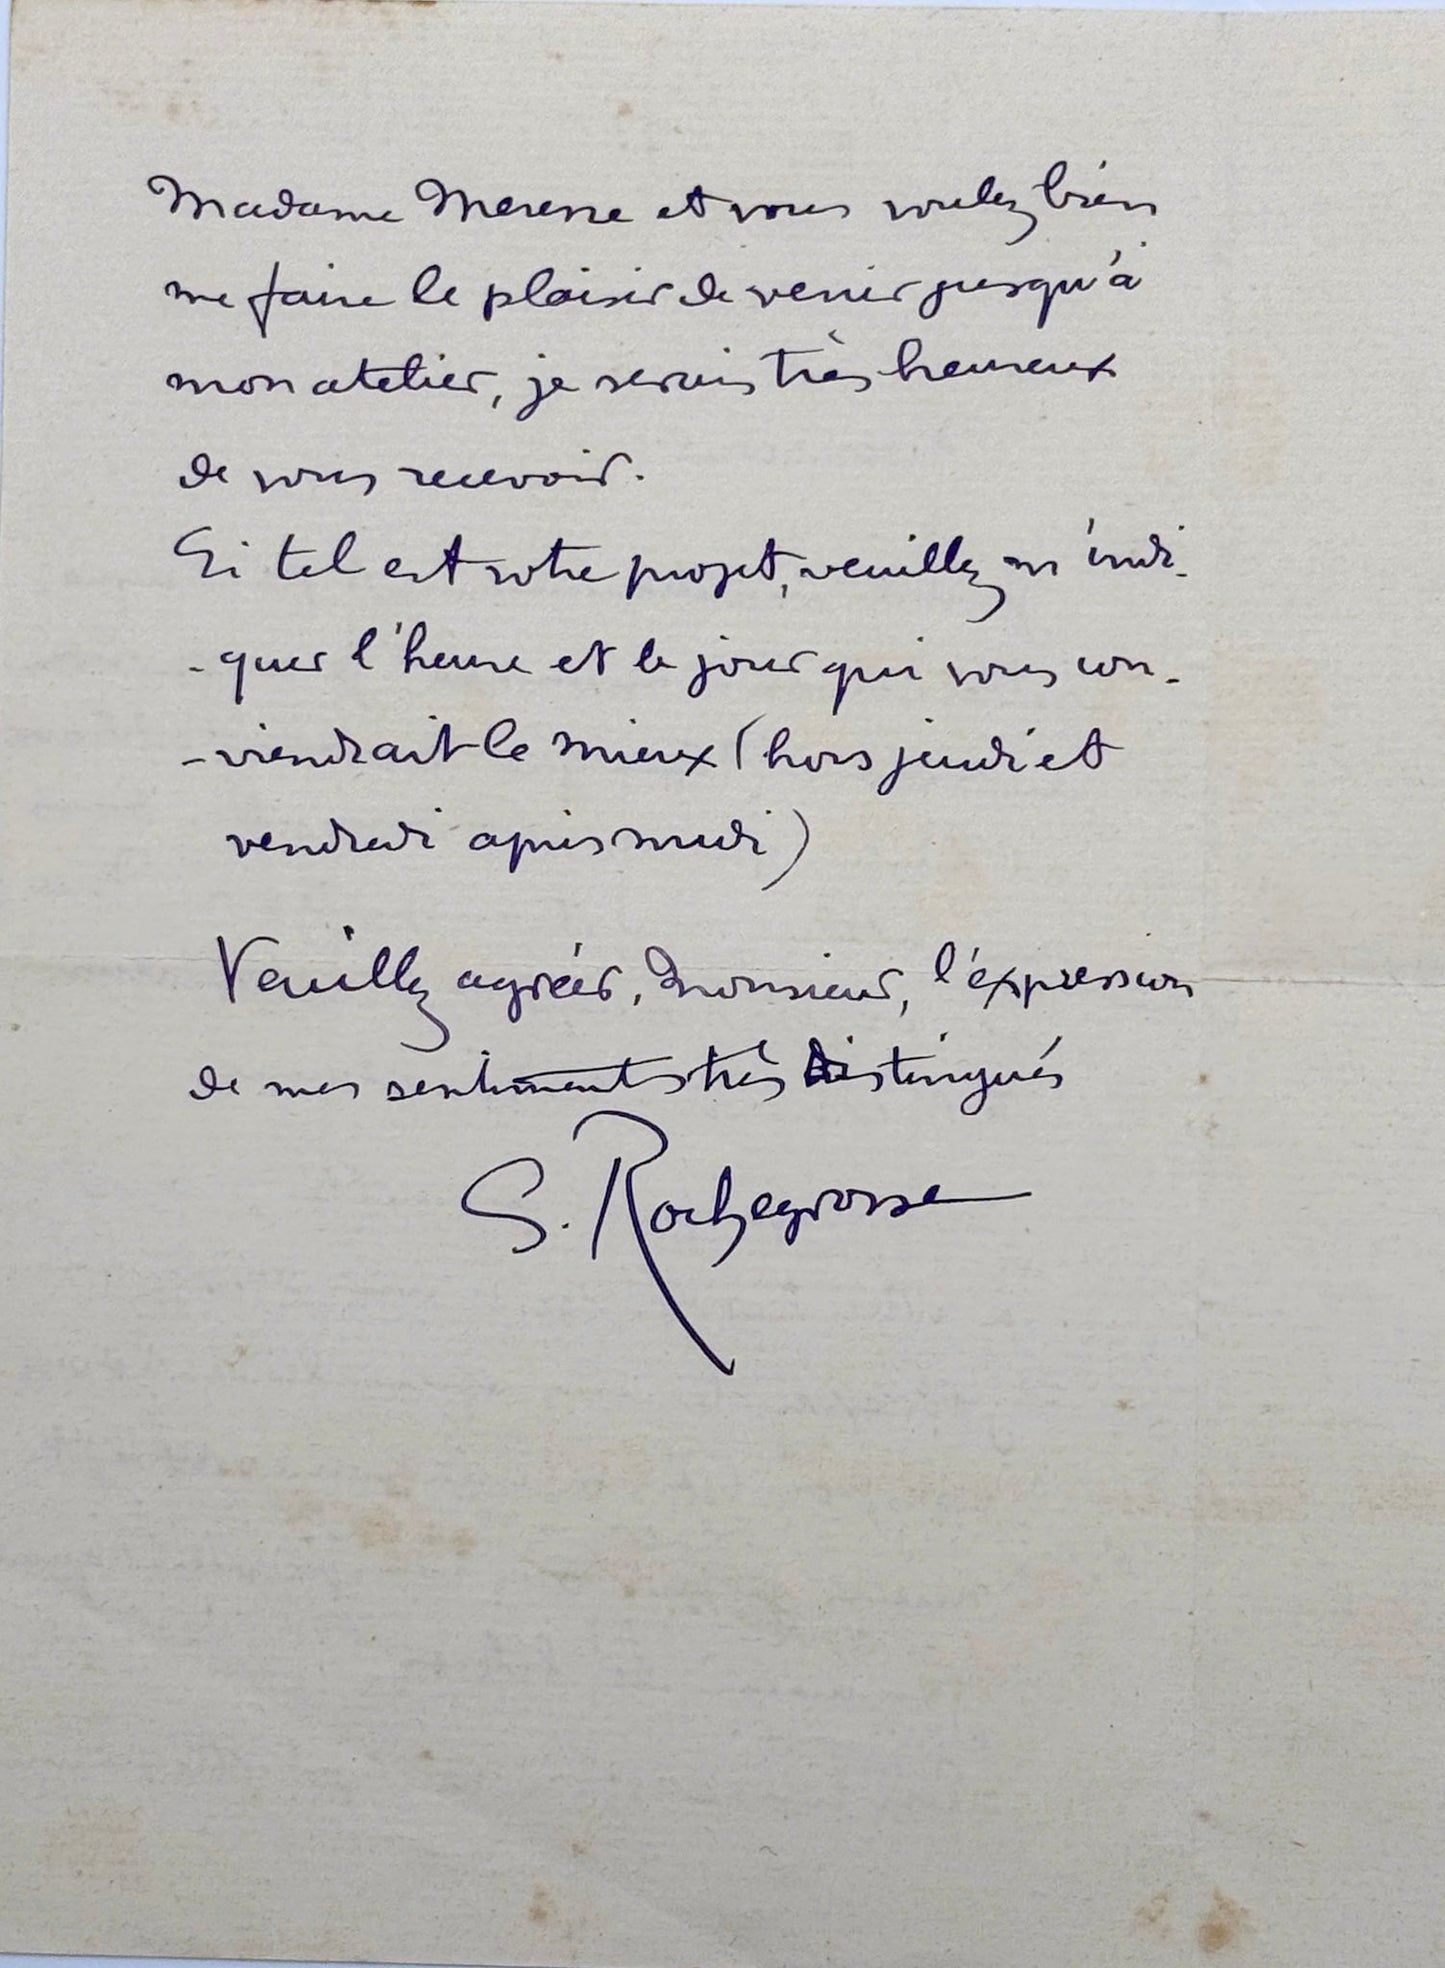 Madame Meresse et vous voulez bien
me faire le plaisir de venir jusqu'à
mon atelier, je serais très heureux
de vous recevoir.
Si tel est votre projet, veuillez m'indi-
-quer l'heure et le jour qui vous con-
-viendrait le mieux (hors jeudi et
vendredi après midi)
Veuillez agréer, Monsieur, l'expression
de mes sentiments très distingués
G. Rochegrosse